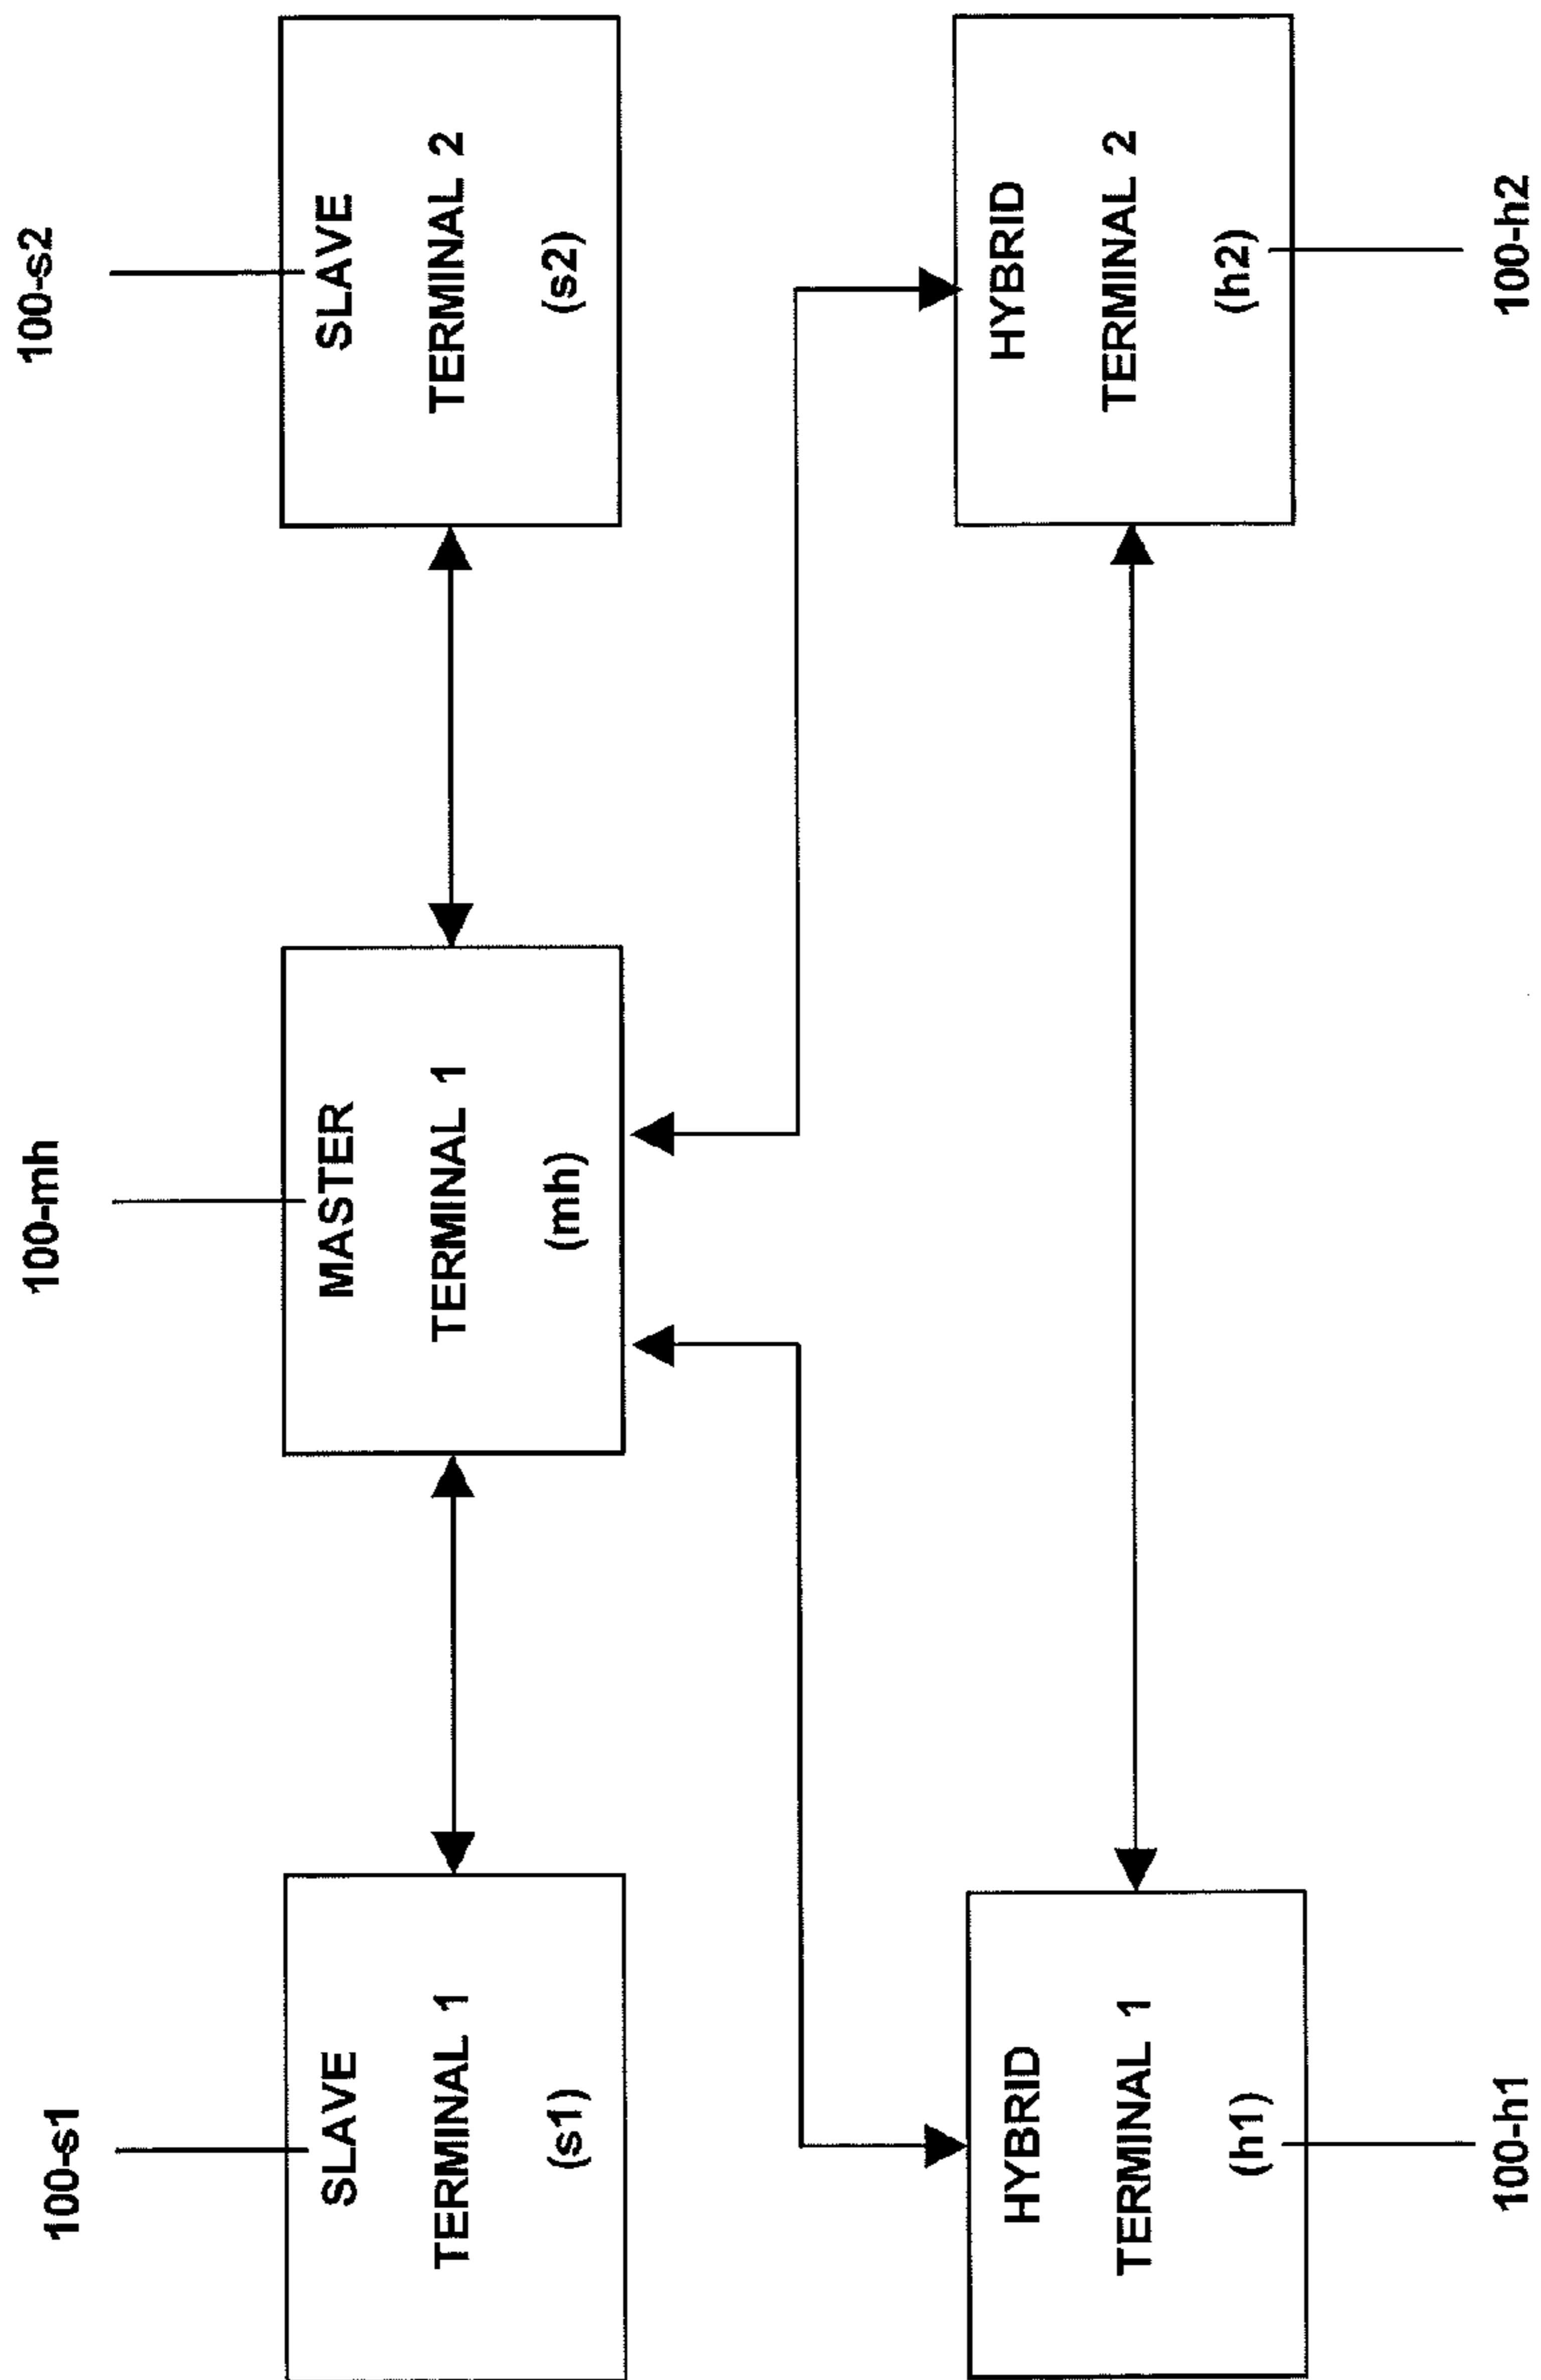 100-s1
100-mh
100-s2
SLAVE
TERMINAL 1
(s1)
MASTER
TERMINAL 1
(mh)
SLAVE
TERMINAL 2
(s2)
HYBRID
TERMINAL 1
(h1)
HYBRID
TERMINAL 2
(h2)
100-h1
100-h2